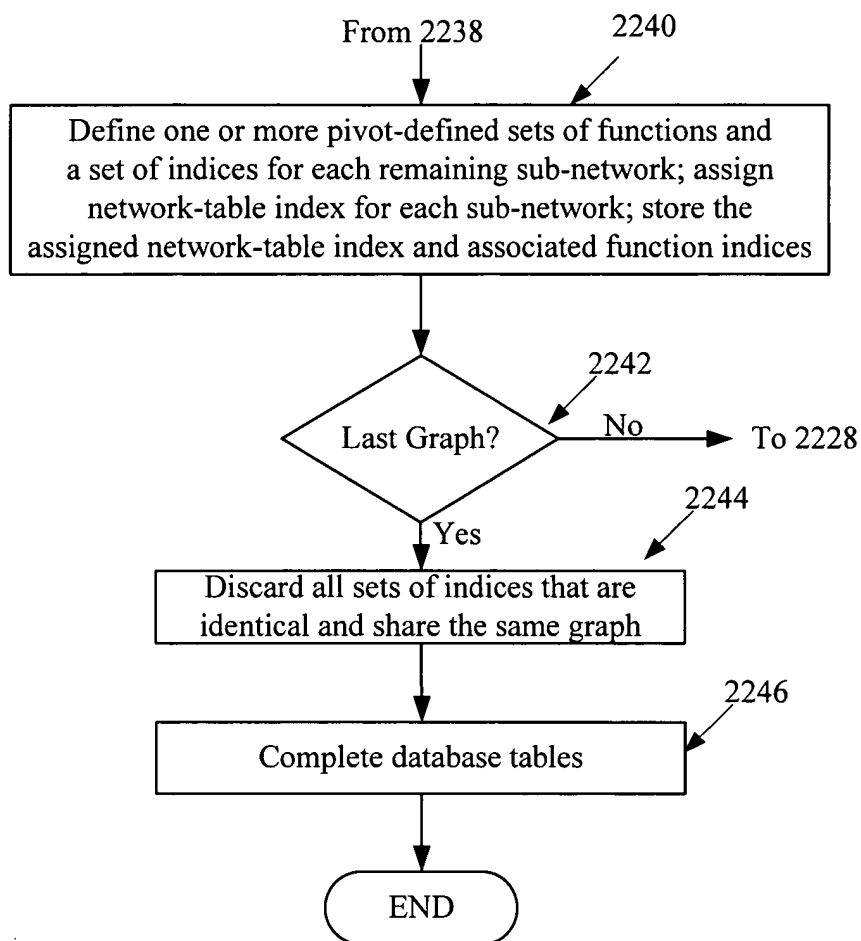 From 2238
2240
Define one or more pivot-defined sets of functions and
a set of indices for each remaining sub-network; assign
network-table index for each sub-network; store the
assigned network-table index and associated function indices
2242
Last Graph?
No
To 2228
2244
Yes
Discard all sets of indices that are
identical and share the same graph
2246
Complete database tables
END